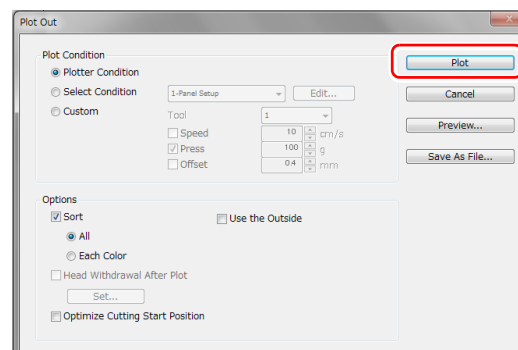 Plot Out
Plot Condition
Plotter Condition
Select Condition 1-Panel Setup Edit...
Custom Tool 1
Speed 10 cm/s
Press 100 g
Offset 0.4 mm
Plot
Cancel
Preview...
Save As File...
Options
Sort Use the Outside
All
Each Color
Head Withdrawal After Plot
Set...
Optimize Cutting Start Position